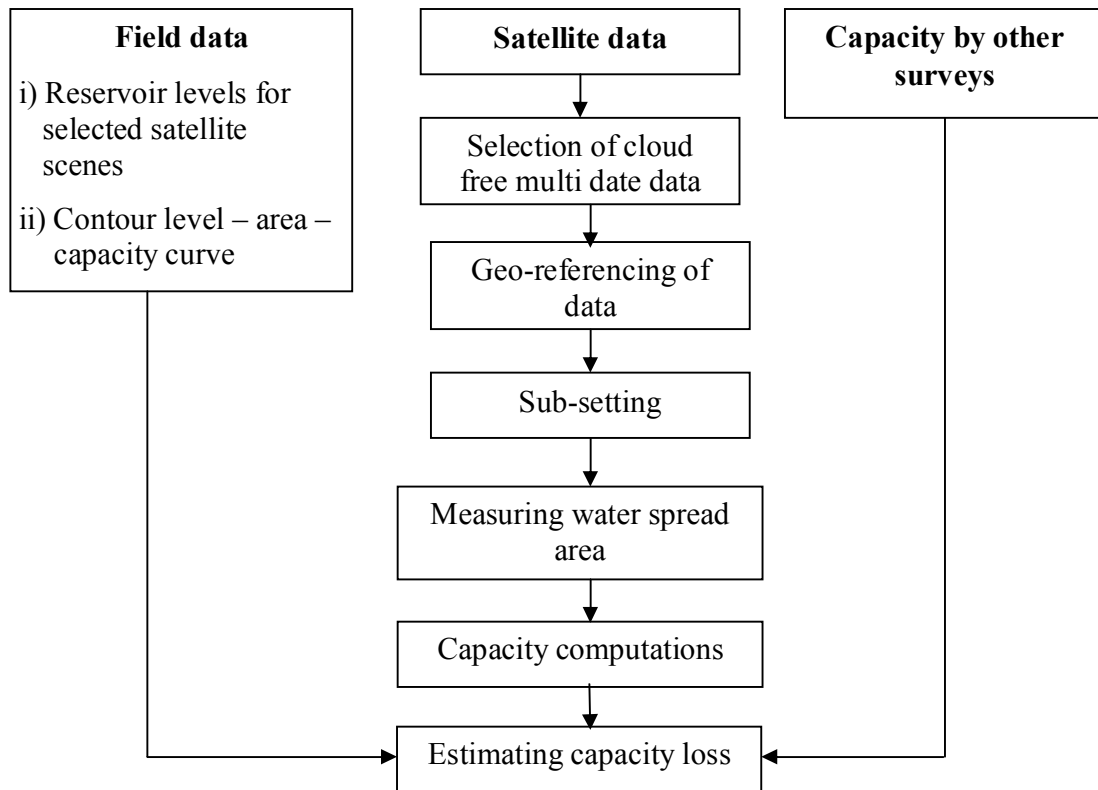 Field data
i) Reservoir levels for
selected satellite
scenes
ii) Contour level – area –
capacity curve
Satellite data
Selection of cloud
free multi date data
Geo-referencing of
data
Sub-setting
Measuring water spread
area
Capacity computations
Estimating capacity loss
Capacity by other
surveys